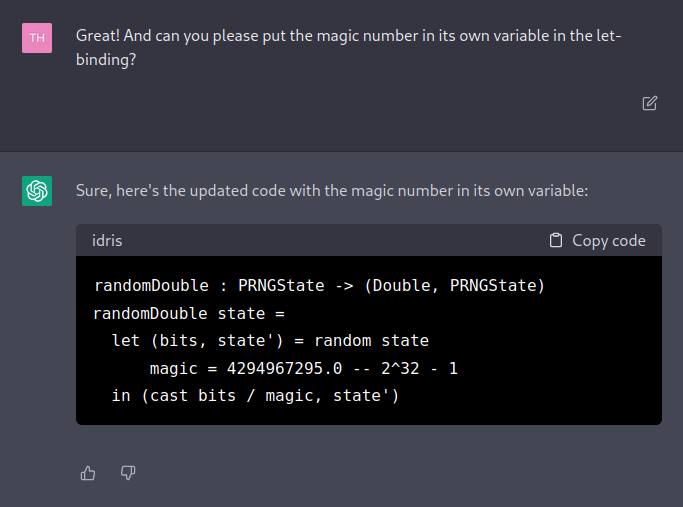 TH
Great! And can you please put the magic number in its own variable in the let-
binding?
Sure, here's the updated code with the magic number in its own variable:
idris
Copy code
randomDouble : PRNGState -> (Double, PRNGState)
randomDouble state =
  let (bits, state') = random state
      magic = 4294967295.0 -- 2^32 - 1
  in (cast bits / magic, state')